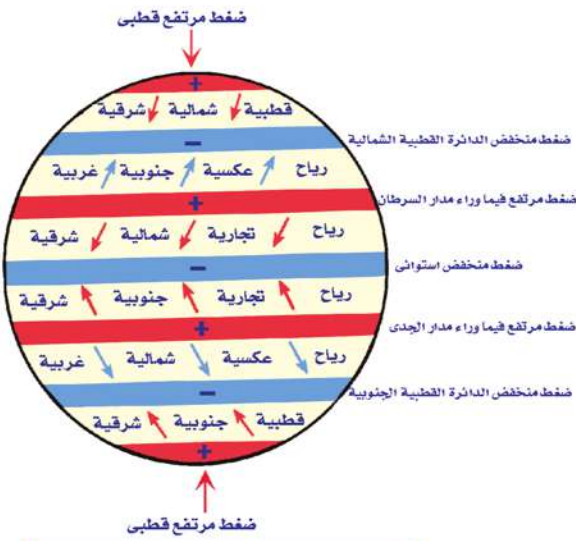 ضغط مرتفع قطبى
+
قطبية شمالية شرقية
ضغط منخفض الدائرة القطبية الشمالية
−
رياح عكسية جنوبية غربية
ضغط مرتفع فيما وراء مدار السرطان
+
رياح تجارية شمالية شرقية
ضغط منخفض استوائى
−
رياح تجارية جنوبية شرقية
ضغط مرتفع فيما وراء مدار الجدى
+
رياح عكسية شمالية غربية
ضغط منخفض الدائرة القطبية الجنوبية
−
قطبية جنوبية شرقية
+
ضغط مرتفع قطبي